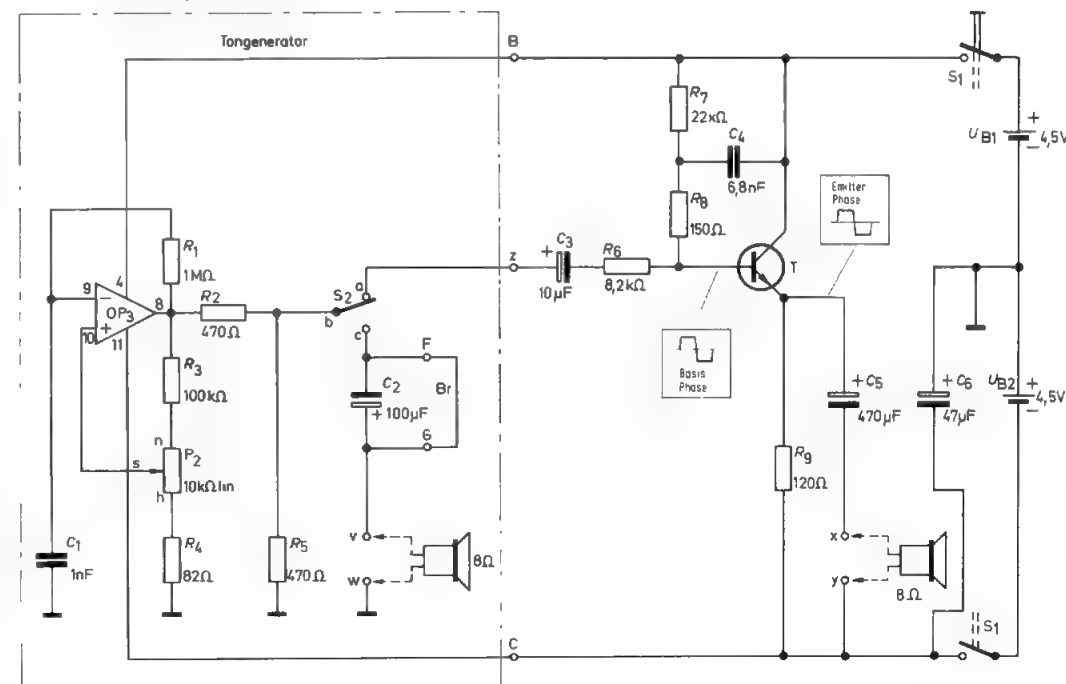 Tongenerator
B
S1
R7
22kΩ
C4
6,8nF
+
UB1
4,5V
−
Emitter
Phase
R8
150Ω
R1
1MΩ
4
9
−
OP3
8
+
10
11
R2
470Ω
S2
a
b
c
z
+
C3
10µF
R6
8,2kΩ
T
Basis
Phase
R3
100kΩ
F
C2
Br
+ 100µF
G
+ C5
470µF
+ C6
47µF
UB2
+
4,5V
−
n
s
P2
10kΩ lin
h
R9
120Ω
C1
1nF
R4
82Ω
R5
470Ω
v
w
8Ω
x
y
8Ω
C
S1